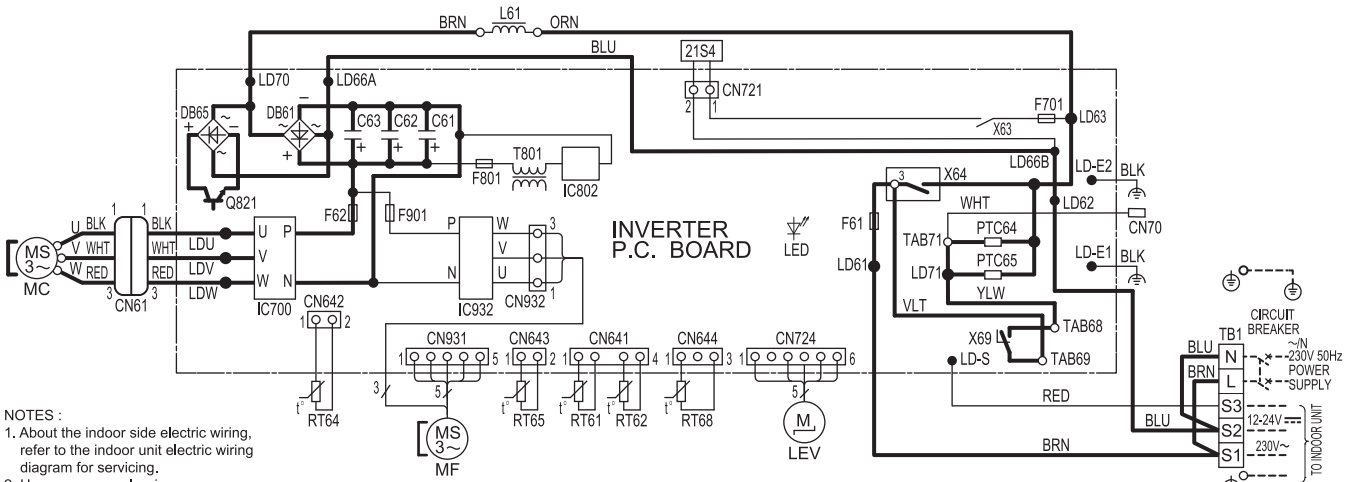 BRN L61 ORN
BLU
21S4
LD70 LD66A
CN721
2 1
F701
X63
LD63
DB65 DB61
C63 C62 C61
+ ~ − ~
− ~ +
+ + +
F801 T801 IC802
Q821
LD66B
LD-E2 BLK
3 X64
WHT
LD62
CN70
F62 F901
INVERTER
P.C. BOARD
LED
F61
PTC64
TAB71
PTC65
LD71
LD-E1 BLK
YLW
LD61
VLT
MS
3~
MC
U BLK 1 1 BLK LDU U P
V WHT WHT LDV V
W RED 3 3 RED LDW W N
CN61
IC700
P W 3
V
N U 1
IC932 CN932
CN642
1 2
t° RT64
CN931
1 5
3 5
MS
3~
MF
CN643
1 2
t° RT65
CN641
1 4
t° RT61 t° RT62
CN644
1 3
t° RT68
CN724
1 6
5
M
LEV
X69 TAB68
LD-S TAB69
RED
BLU
BRN
CIRCUIT
BREAKER
TB1
BLU N ~/N
230V 50Hz
BRN L POWER
SUPPLY
S3
12-24V
S2
230V~
S1
TO INDOOR UNIT
NOTES :
1. About the indoor side electric wiring,
refer to the indoor unit electric wiring
diagram for servicing.